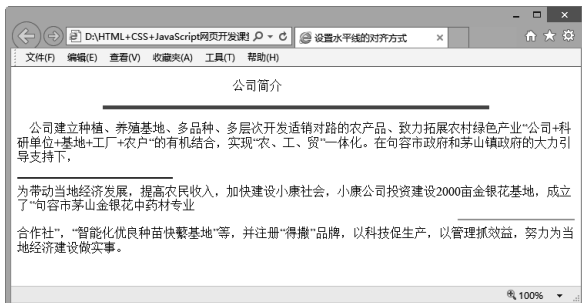 D:\HTML+CSS+JavaScript网页开发课
设置水平线的对齐方式
文件(F) 编辑(E) 查看(V) 收藏夹(A) 工具(T) 帮助(H)
公司简介
公司建立种植、养殖基地、多品种、多层次开发适销对路的农产品、致力拓展农村绿色产业“公司+科
研单位+基地+工厂+农户“的有机结合，实现“农、工、贸”一体化。在句容市政府和茅山镇政府的大力引
导支持下，
为带动当地经济发展，提高农民收入，加快建设小康社会，小康公司投资建设2000亩金银花基地，成立
了“句容市茅山金银花中药材专业
合作社”，“智能化优良种苗快繁基地”等，并注册“得撒”品牌，以科技促生产，以管理抓效益，努力为当
地经济建设做实事。
100%